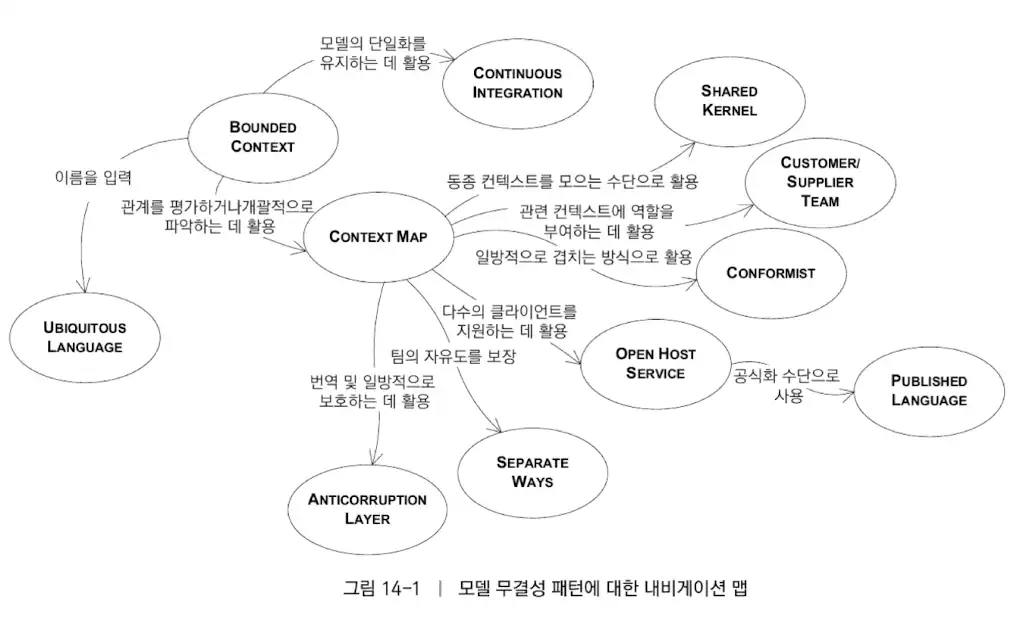 모델의 단일화를
유지하는 데 활용
CONTINUOUS
INTEGRATION
SHARED
KERNEL
BOUNDED
CONTEXT
이름을 입력
동종 컨텍스트를 모으는 수단으로 활용
CUSTOMER/
SUPPLIER
TEAM
관계를 평가하거나개괄적으로
파악하는 데 활용
관련 컨텍스트에 역할을
부여하는 데 활용
CONTEXT MAP
일방적으로 겹치는 방식으로 활용
CONFORMIST
UBIQUITOUS
LANGUAGE
다수의 클라이언트를
지원하는 데 활용
팀의 자유도를 보장
OPEN HOST
SERVICE
공식화 수단으로
사용
PUBLISHED
LANGUAGE
번역 및 일방적으로
보호하는 데 활용
SEPARATE
WAYS
ANTICORRUPTION
LAYER
그림 14-1 | 모델 무결성 패턴에 대한 내비게이션 맵